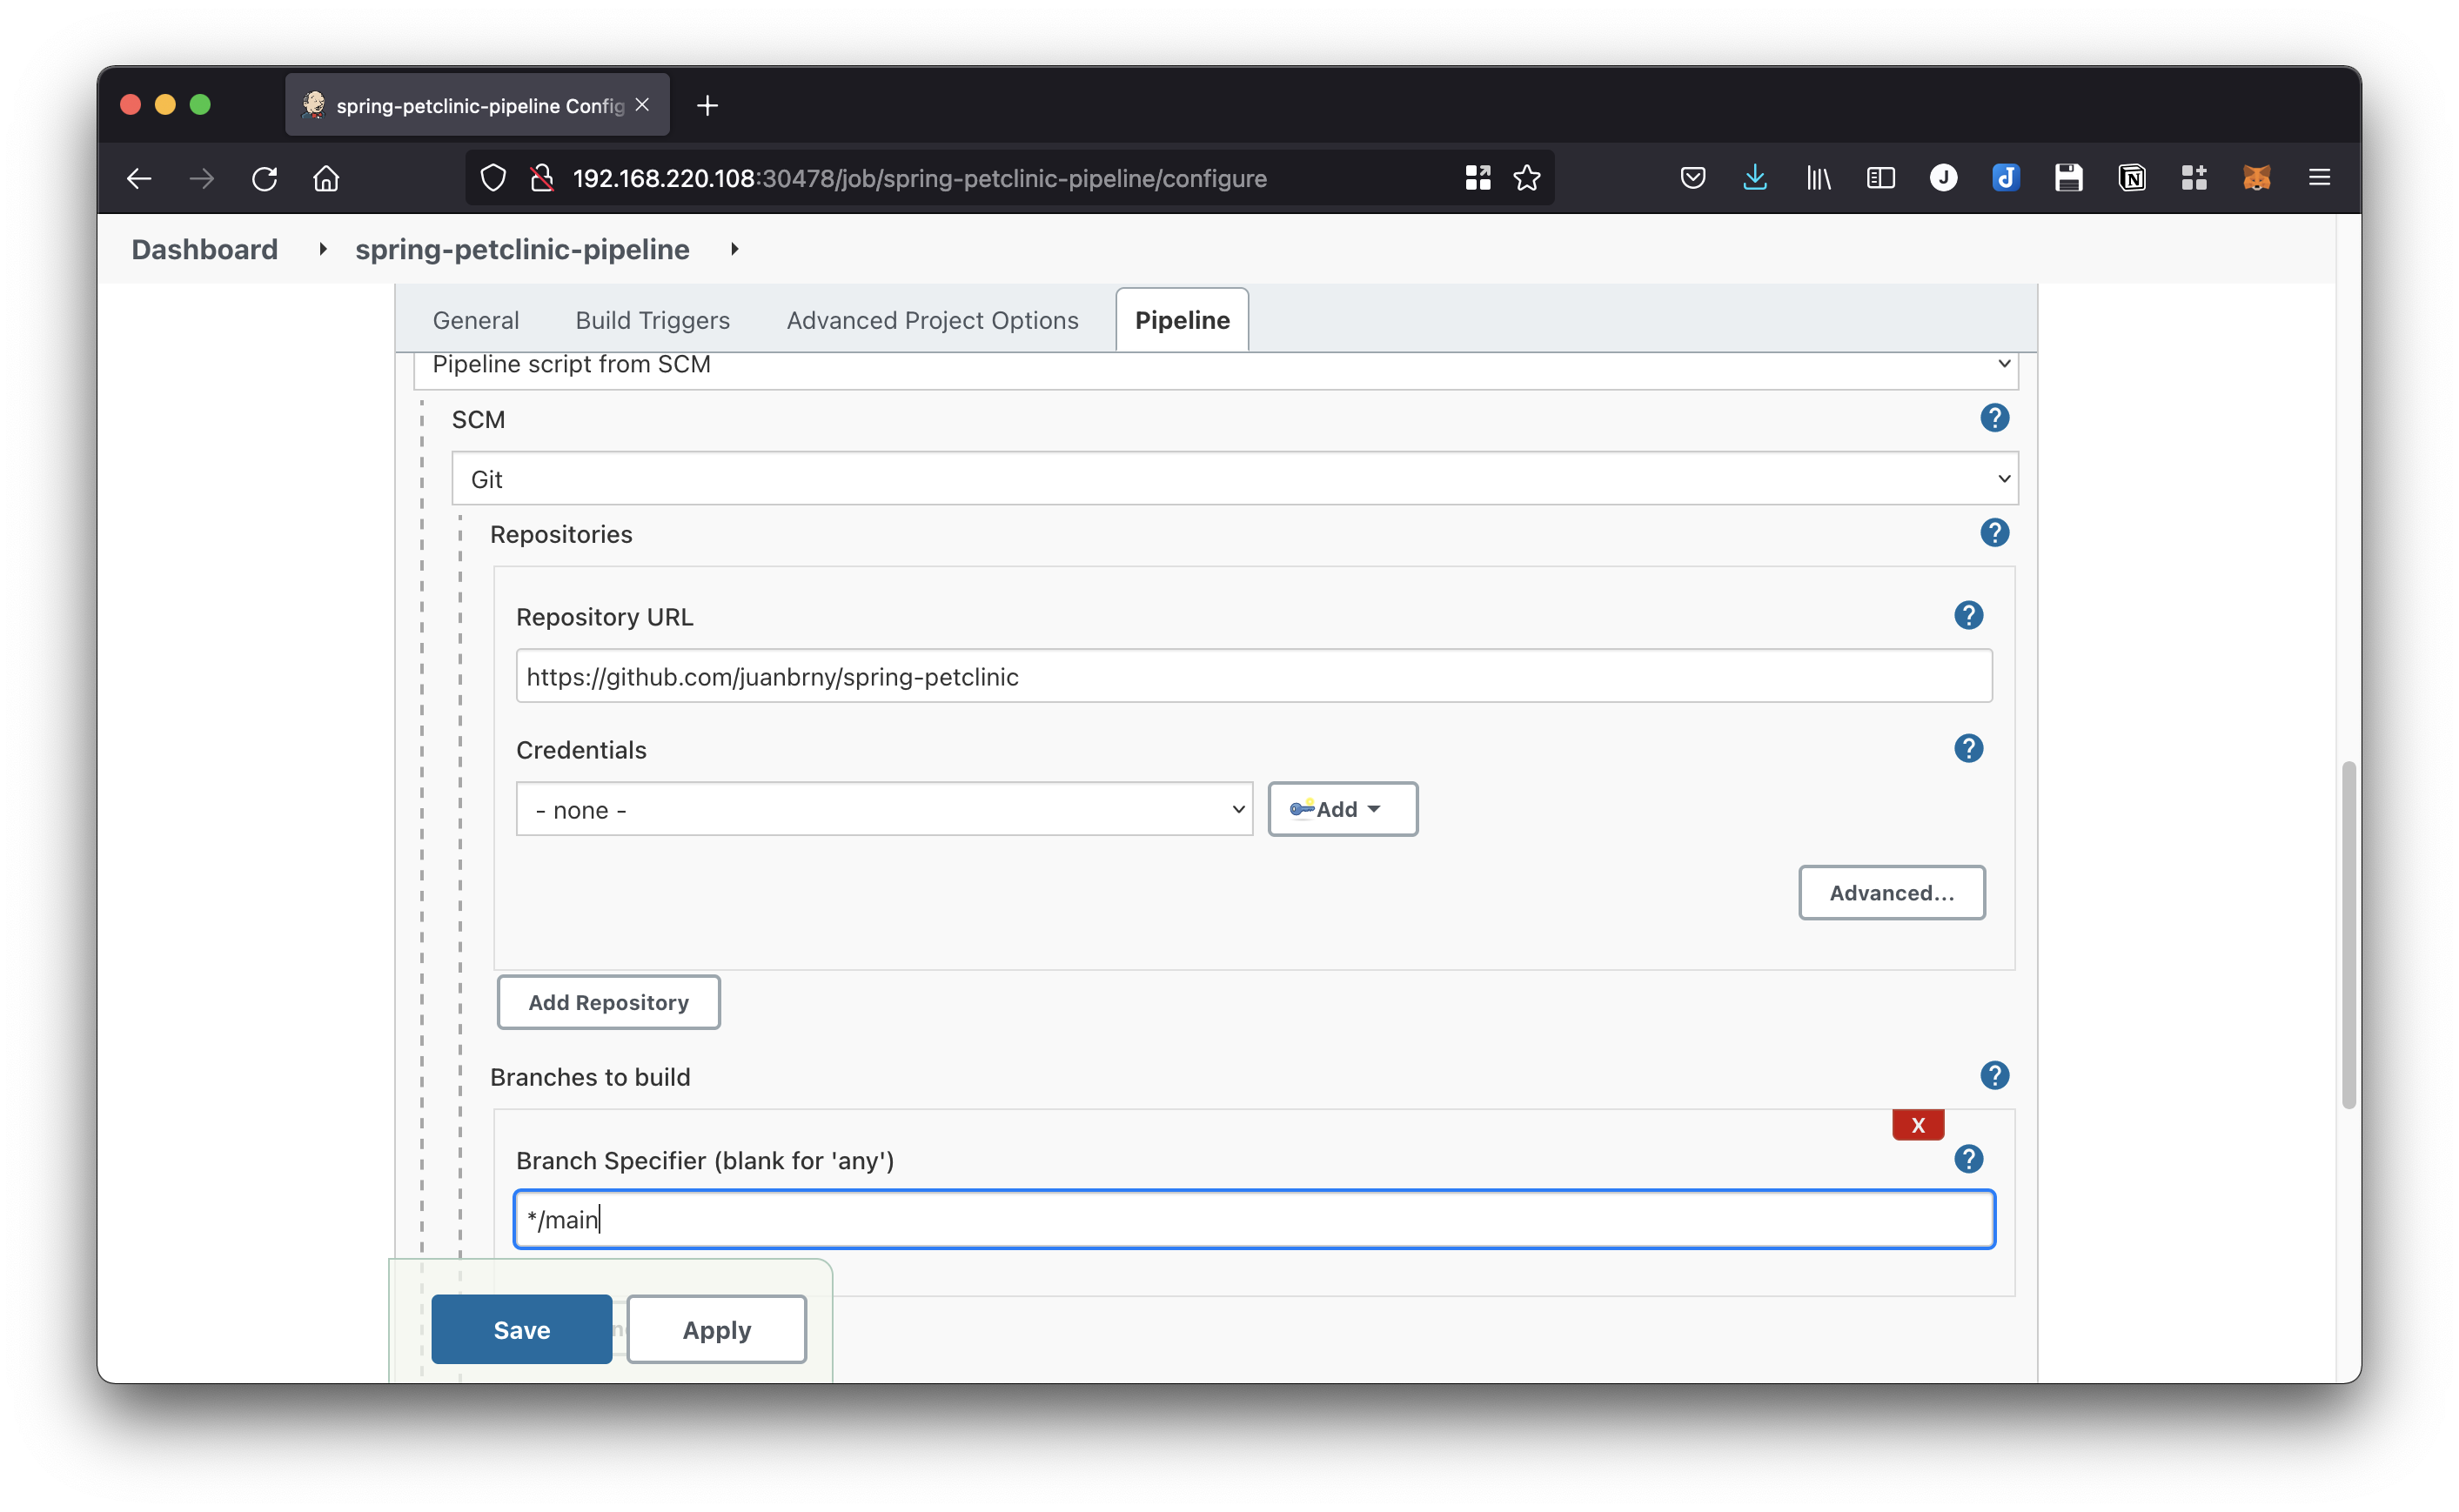 spring-petclinic-pipeline Config
192.168.220.108:30478/job/spring-petclinic-pipeline/configure
Dashboard spring-petclinic-pipeline
General Build Triggers Advanced Project Options Pipeline
Pipeline script from SCM
SCM
Git
Repositories
Repository URL
https://github.com/juanbrny/spring-petclinic
Credentials
- none - Add
Advanced...
Add Repository
Branches to build
X
Branch Specifier (blank for 'any')
*/main
Save Apply